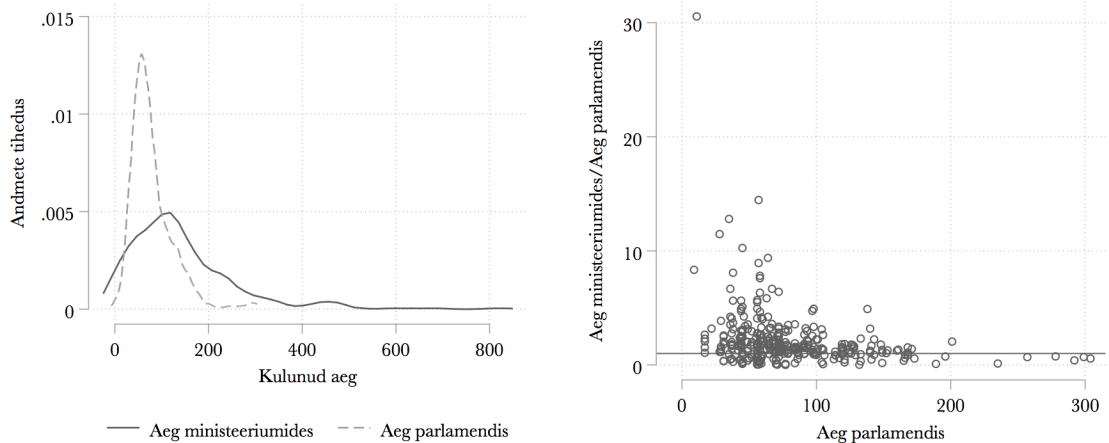 .015
.01
.005
0
Andmete tihedus
0 200 400 600 800
Kulunud aeg
Aeg ministeeriumides Aeg parlamendis
30
20
10
0
Aeg ministeeriumides/Aeg parlamendis
0 100 200 300
Aeg parlamendis